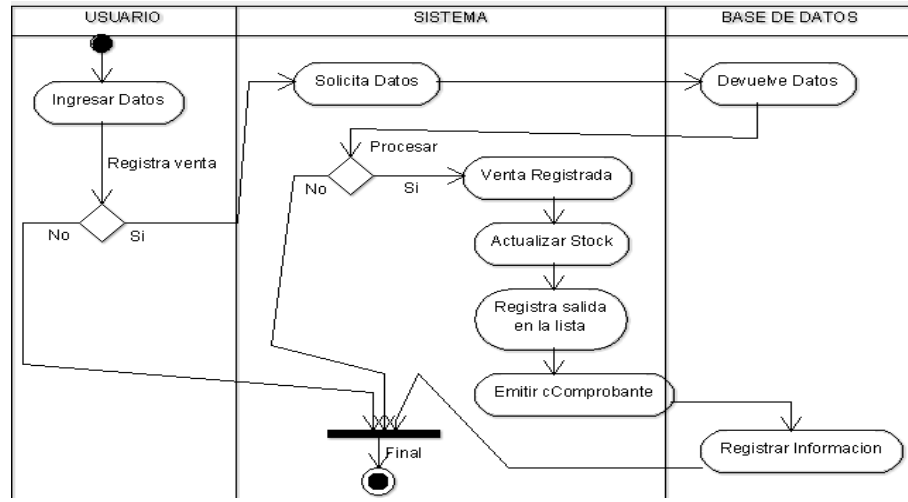 USUARIO
SISTEMA
BASE DE DATOS
Ingresar Datos
Solicita Datos
Devuelve Datos
Registra venta
Procesar
No
Si
Venta Registrada
No
Si
Actualizar Stock
Registra salida
en la lista
Emitir cComprobante
Registrar Informacion
Final